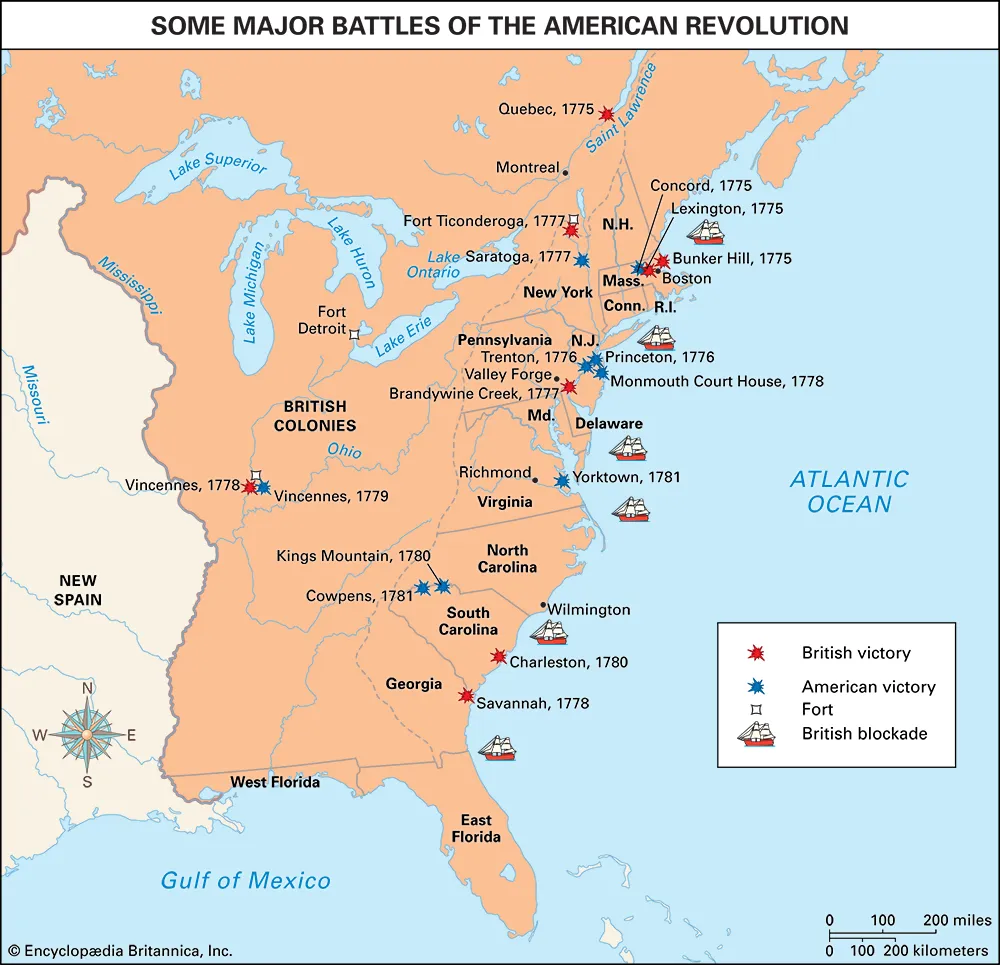 SOME MAJOR BATTLES OF THE AMERICAN REVOLUTION
Quebec, 1775
Saint Lawrence
Montreal
Lake Superior
Concord, 1775
Lexington, 1775
Fort Ticonderoga, 1777
N.H.
Lake Michigan
Lake Huron
Lake
Ontario
Saratoga, 1777
Bunker Hill, 1775
Mass.
Boston
Mississippi
New York
Conn.
R.I.
Fort
Detroit
Lake Erie
Pennsylvania
N.J.
Trenton, 1776
Princeton, 1776
Valley Forge
Monmouth Court House, 1778
Brandywine Creek, 1777
Missouri
BRITISH
COLONIES
Md.
Delaware
Ohio
Richmond
Yorktown, 1781
Virginia
ATLANTIC
OCEAN
Vincennes, 1778
Vincennes, 1779
Kings Mountain, 1780
North
Carolina
NEW
SPAIN
Cowpens, 1781
Wilmington
South
Carolina
Charleston, 1780
Georgia
Savannah, 1778
British victory
American victory
Fort
British blockade
N
W
E
S
West Florida
East
Florida
Gulf of Mexico
0 100 200 miles
0 100 200 kilometers
© Encyclopædia Britannica, Inc.